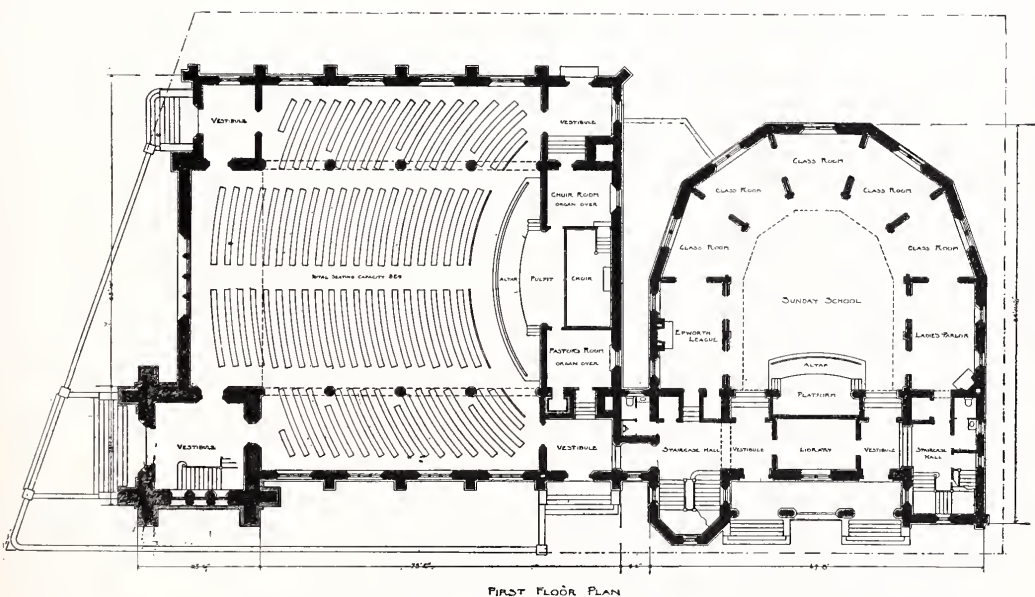 VESTIBULE
VESTIBULE
CHOIR ROOM
ORGAN OVER
TOTAL SEATING CAPACITY 864
ALTAR
PULPIT
CHOIR
PASTOR'S ROOM
ORGAN OVER
VESTIBULE
VESTIBULE
CLASS ROOM
CLASS ROOM
CLASS ROOM
CLASS ROOM
CLASS ROOM
SUNDAY SCHOOL
EPWORTH
LEAGUE
LADIES PARLOR
ALTAR
PLATFORM
STAIRCASE HALL
VESTIBULE
LIBRARY
VESTIBULE
STAIRCASE
HALL
FIRST FLOOR PLAN